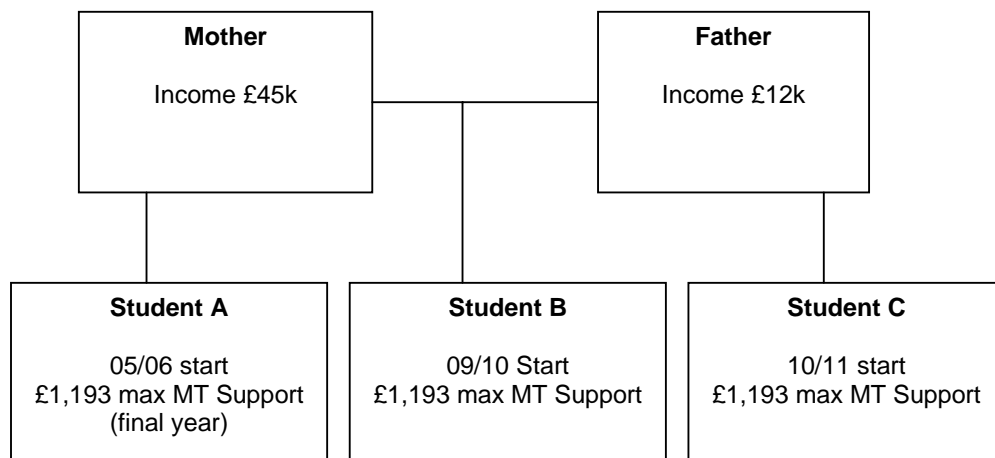 Mother
Income £45k
Father
Income £12k
Student A
05/06 start
£1,193 max MT Support
(final year)
Student B
09/10 Start
£1,193 max MT Support
Student C
10/11 start
£1,193 max MT Support